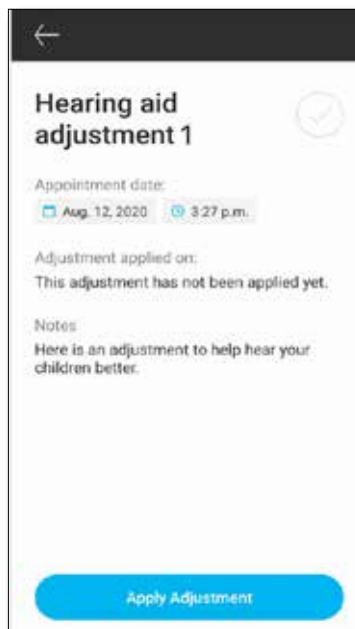 Hearing aid
adjustment 1
Appointment date:
Aug. 12, 2020 3:27 p.m.
Adjustment applied on:
This adjustment has not been applied yet.
Notes
Here is an adjustment to help hear your
children better.
Apply Adjustment